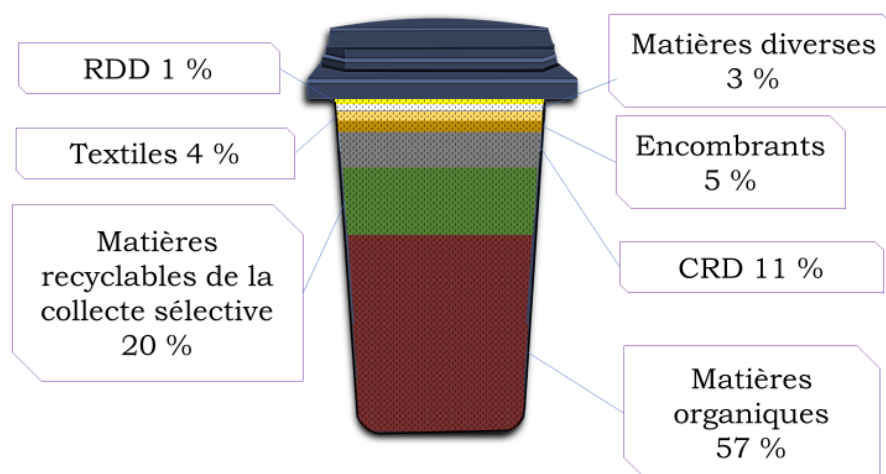 RDD 1 %
Textiles 4 %
Matières
recyclables de la
collecte sélective
20 %
Matières diverses
3 %
Encombrants
5 %
CRD 11 %
Matières
organiques
57 %